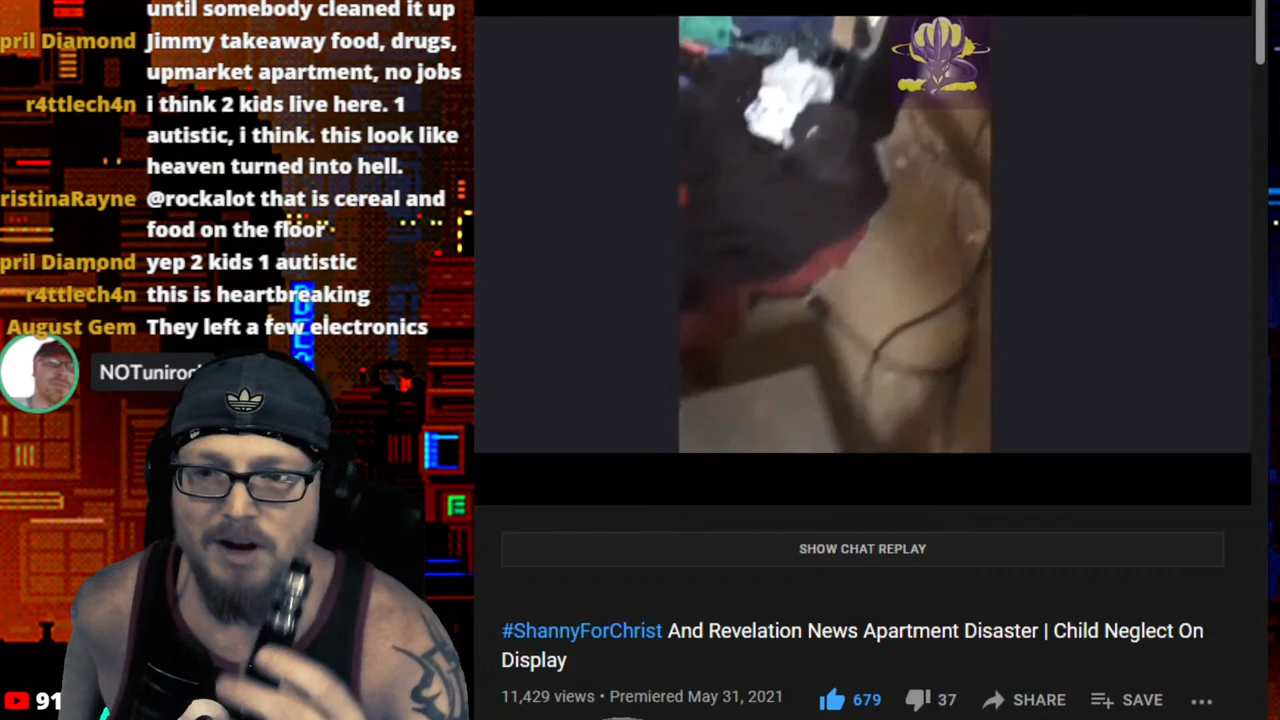 until somebody cleaned it up
pril Diamond Jimmy takeaway food, drugs,
upmarket apartment, no jobs
r4ttlech4n i think 2 kids live here. 1
autistic, i think. this look like
heaven turned into hell.
ristinaRayne @rockalot that is cereal and
food on the floor
pril Diamond yep 2 kids 1 autistic
r4ttlech4n this is heartbreaking
August Gem They left a few electronics
NOTuniroc
91
SHOW CHAT REPLAY
#ShannyForChrist And Revelation News Apartment Disaster | Child Neglect On
Display
11,429 views • Premiered May 31, 2021 679 37 SHARE SAVE ...